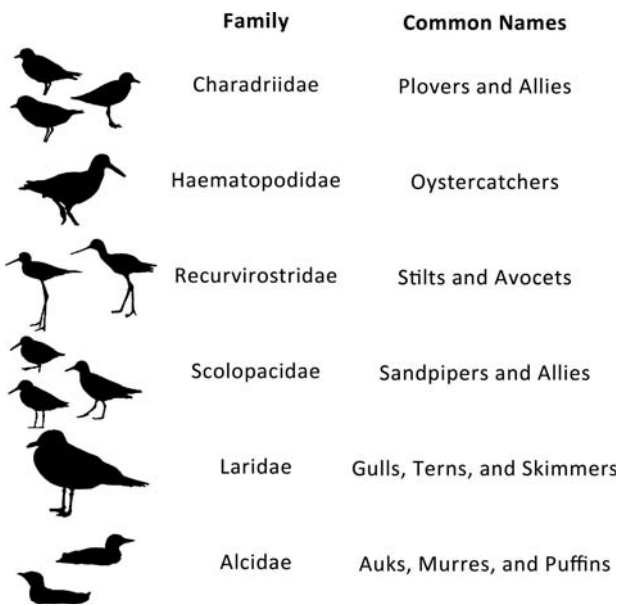 Family Common Names
Charadriidae Plovers and Allies
Haematopodidae Oystercatchers
Recurvirostridae Stilts and Avocets
Scolopacidae Sandpipers and Allies
Laridae Gulls, Terns, and Skimmers
Alcidae Auks, Murres, and Puffins